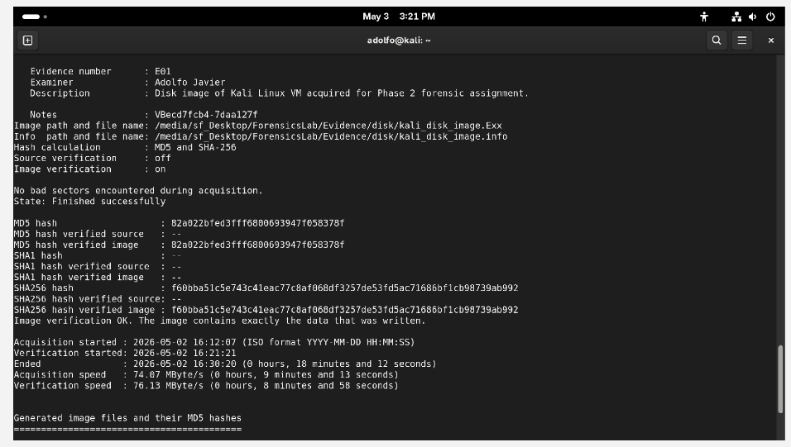 May 3 3:21 PM
adolfo@kali: ~
Evidence number : E01
Examiner : Adolfo Javier
Description : Disk image of Kali Linux VM acquired for Phase 2 forensic assignment.
Notes : VBecd7fcb4-7daa127f
Image path and file name: /media/sf_Desktop/ForensicsLab/Evidence/disk/kali_disk_image.Exx
Info path and file name: /media/sf_Desktop/ForensicsLab/Evidence/disk/kali_disk_image.info
Hash calculation : MD5 and SHA-256
Source verification : off
Image verification : on
No bad sectors encountered during acquisition.
State: Finished successfully
MD5 hash : 82a022bfed3fff6800693947f058378f
MD5 hash verified source : --
MD5 hash verified image : 82a022bfed3fff6800693947f058378f
SHA1 hash : --
SHA1 hash verified source : --
SHA1 hash verified image : --
SHA256 hash : f60bba51c5e743c41eac77c8af068df3257de53fd5ac71686bf1cb98739ab992
SHA256 hash verified source: --
SHA256 hash verified image : f60bba51c5e743c41eac77c8af068df3257de53fd5ac71686bf1cb98739ab992
Image verification OK. The image contains exactly the data that was written.
Acquisition started : 2026-05-02 16:12:07 (ISO format YYYY-MM-DD HH:MM:SS)
Verification started: 2026-05-02 16:21:21
Ended : 2026-05-02 16:30:20 (0 hours, 18 minutes and 12 seconds)
Acquisition speed : 74.07 MByte/s (0 hours, 9 minutes and 13 seconds)
Verification speed : 76.13 MByte/s (0 hours, 8 minutes and 58 seconds)
Generated image files and their MD5 hashes
==========================================